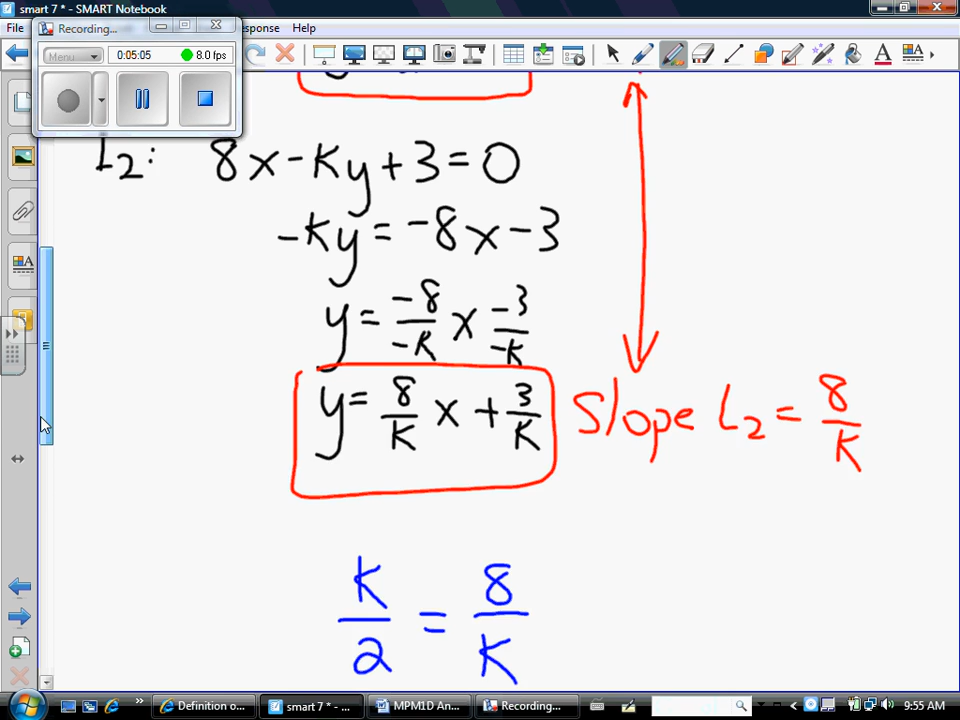 smart 7 * - SMART Notebook
File
Recording...
esponse
Help
Menu
0:05:05
8.0 fps
L2: 8x-Ky+3=0
-Ky=-8x-3
y=-8/-K x -3/-K
y=8/K x+3/K
Slope L2=8/K
K/2=8/K
Definition o...
smart 7 * - ...
MPM1D An...
Recording...
9:55 AM